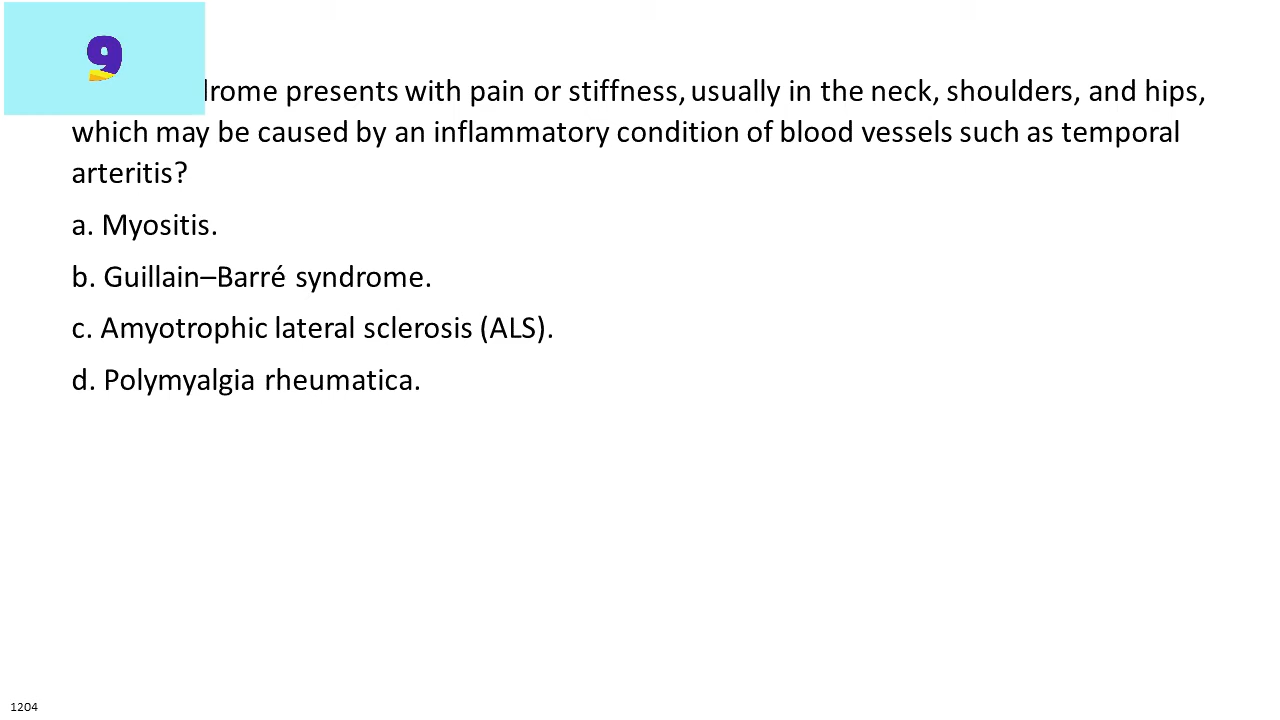 9
drome presents with pain or stiffness, usually in the neck, shoulders, and hips,
which may be caused by an inflammatory condition of blood vessels such as temporal
arteritis?
a. Myositis.
b. Guillain–Barré syndrome.
c. Amyotrophic lateral sclerosis (ALS).
d. Polymyalgia rheumatica.
1204